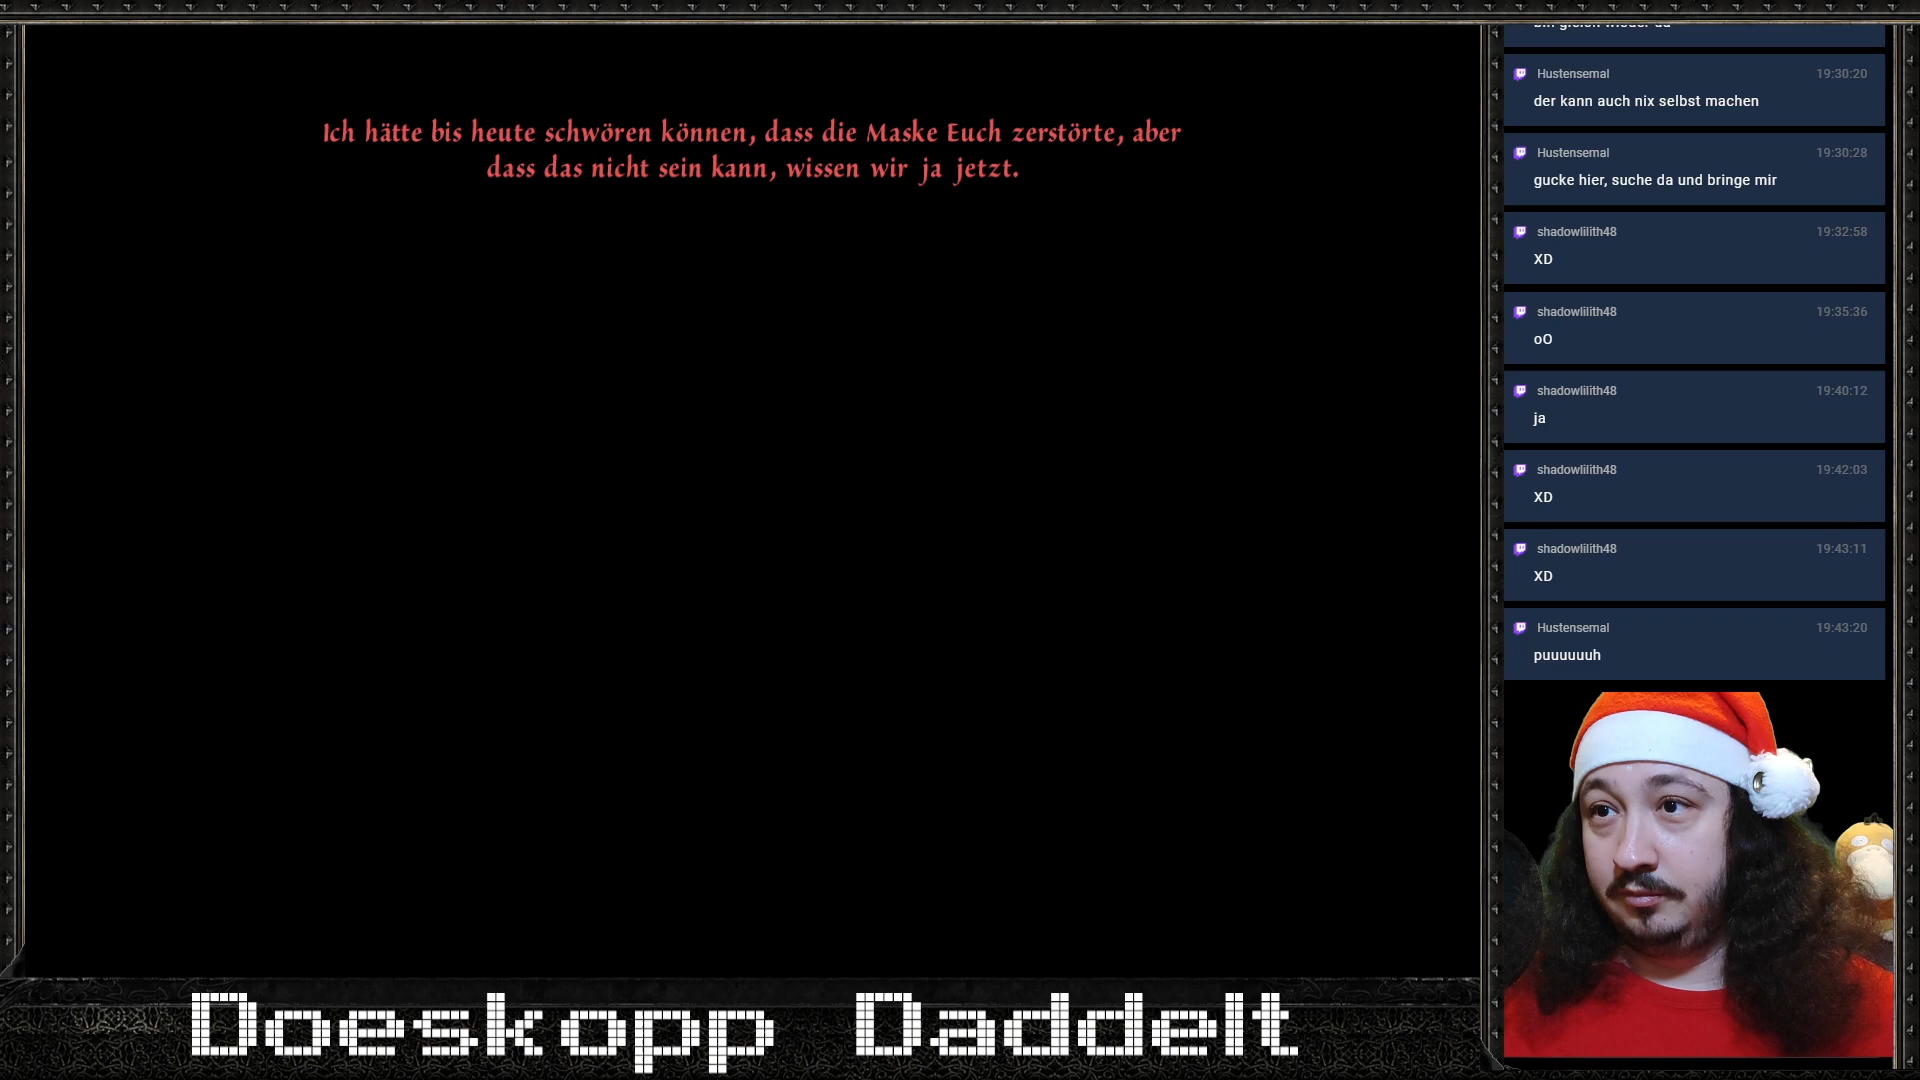 Ich hätte bis heute schwören können, dass die Maske Euch zerstörte, aber
dass das nicht sein kann, wissen wir ja jetzt.
Hustensemal 19:30:20
der kann auch nix selbst machen
Hustensemal 19:30:28
gucke hier, suche da und bringe mir
shadowlilith48 19:32:58
XD
shadowlilith48 19:35:36
oO
shadowlilith48 19:40:12
ja
shadowlilith48 19:42:03
XD
shadowlilith48 19:43:11
XD
Hustensemal 19:43:20
puuuuuuh
Doeskopp Daddelt